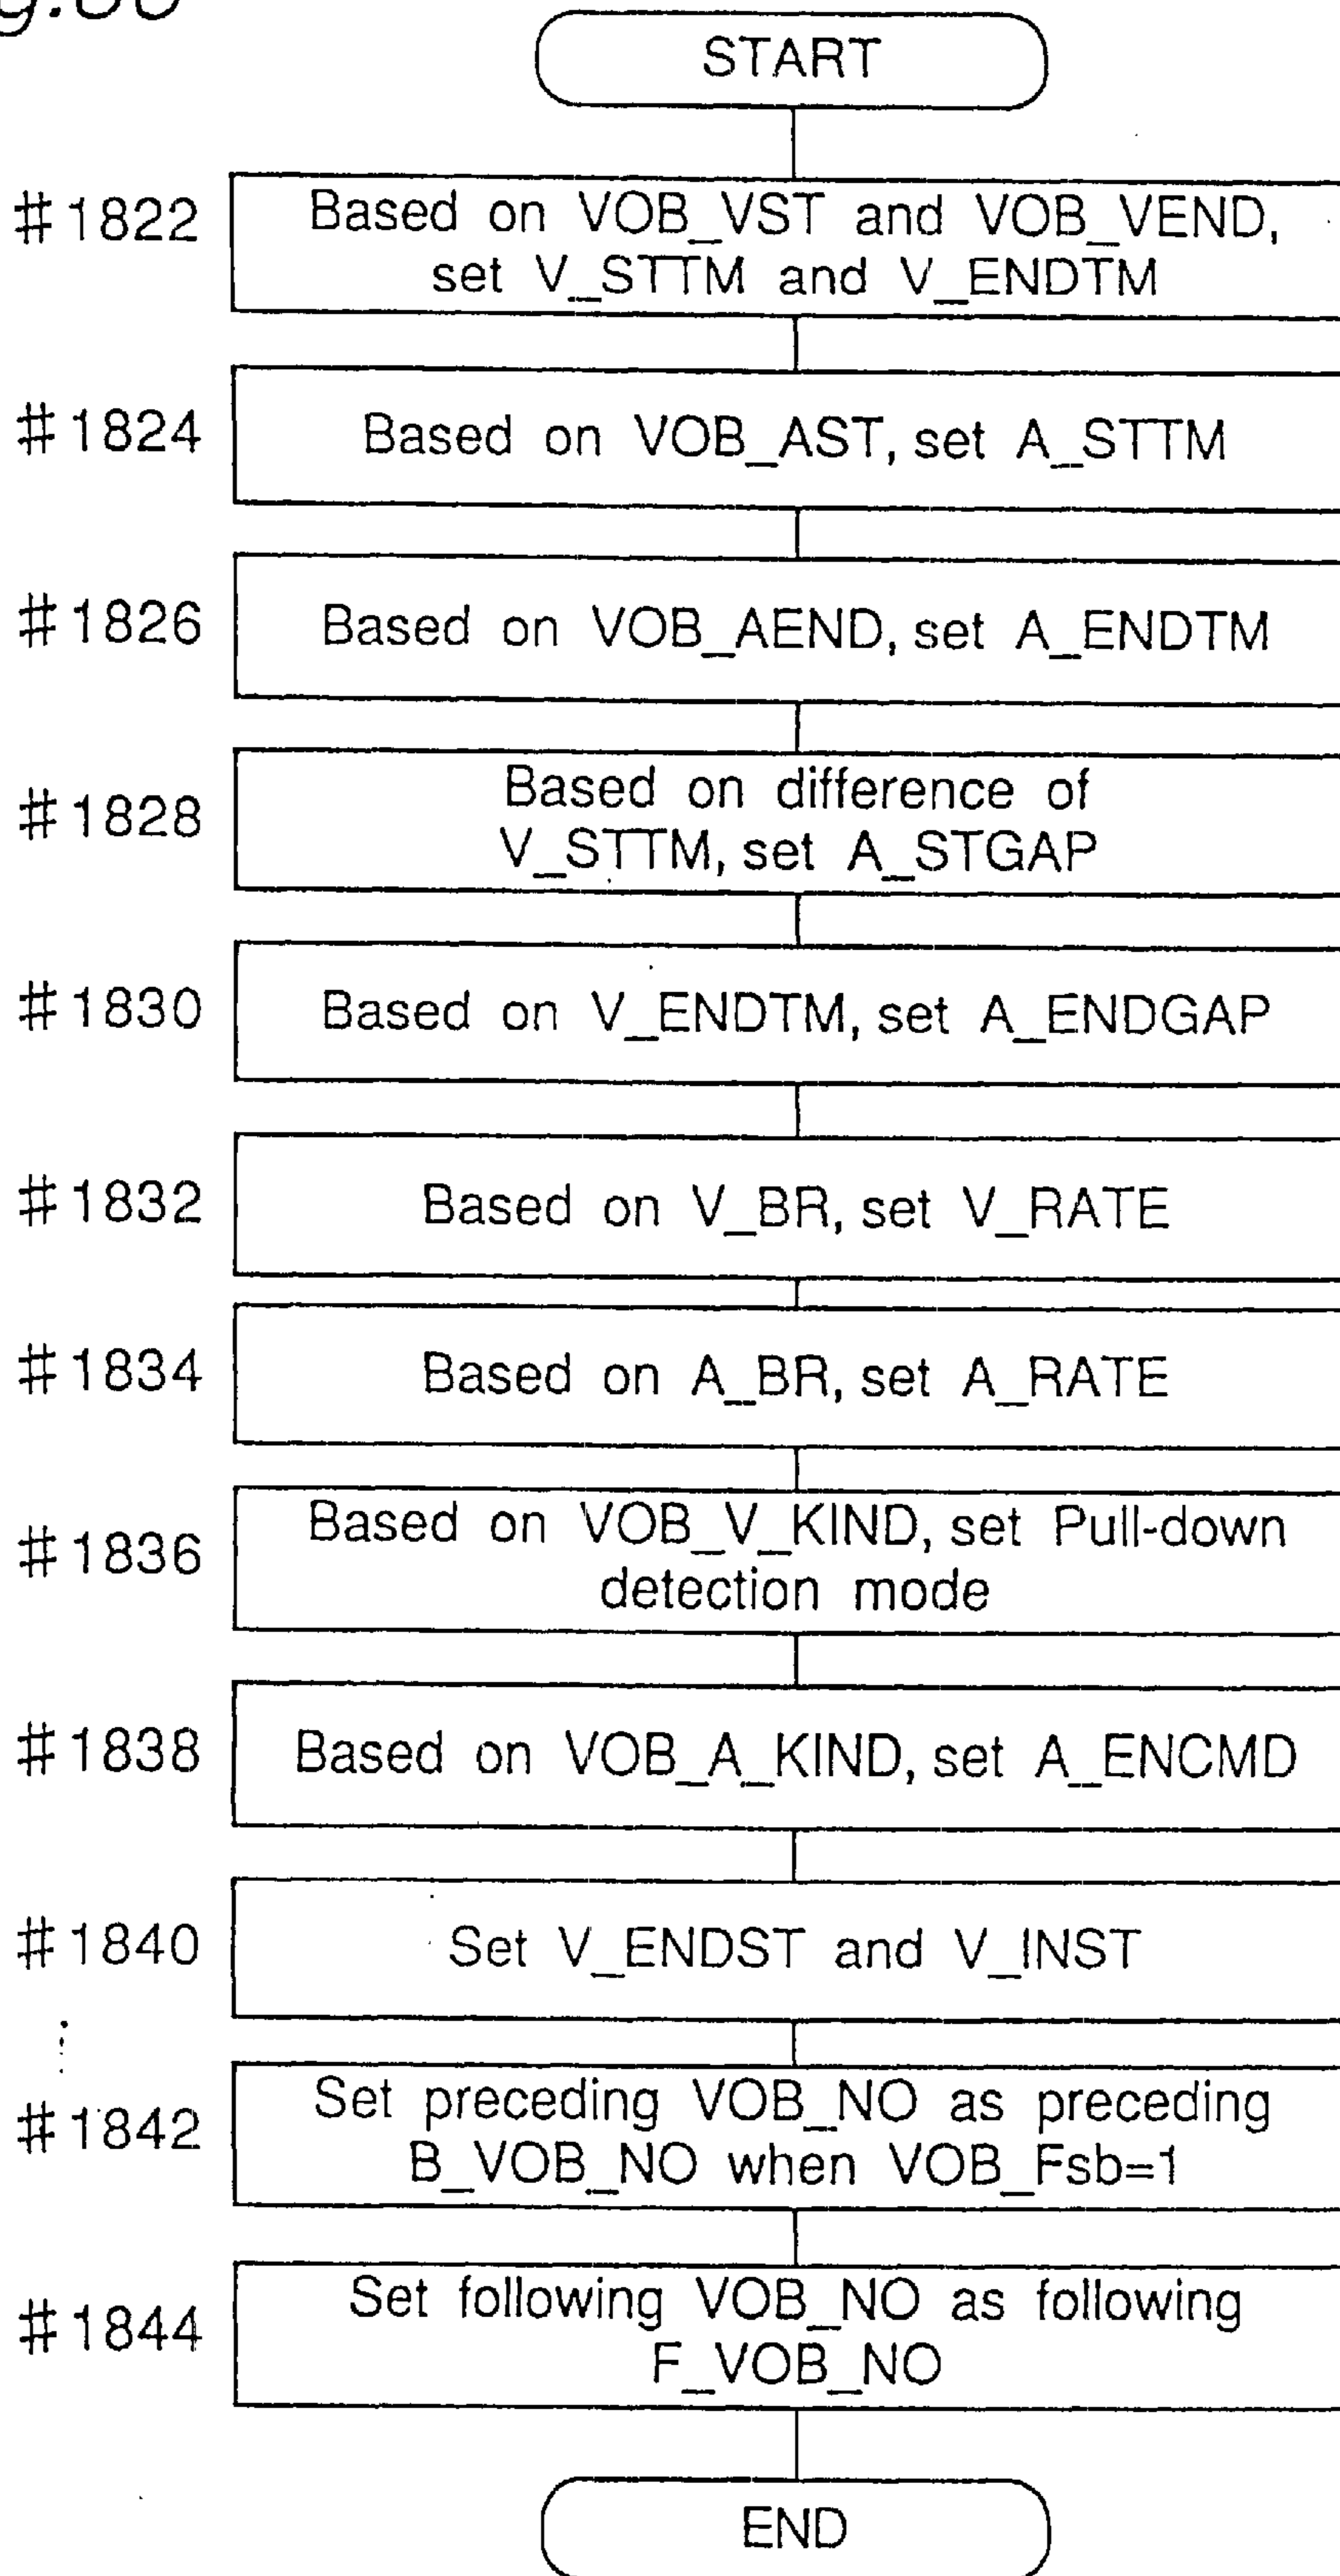 START
#1822
Based on VOB_VST and VOB_VEND,
set V_STTM and V_ENDTM
#1824
Based on VOB_AST, set A_STTM
#1826
Based on VOB_AEND, set A_ENDTM
#1828
Based on difference of
V_STTM, set A_STGAP
#1830
Based on V_ENDTM, set A_ENDGAP
#1832
Based on V_BR, set V_RATE
#1834
Based on A_BR, set A_RATE
#1836
Based on VOB_V_KIND, set Pull-down
detection mode
#1838
Based on VOB_A_KIND, set A_ENCMD
#1840
Set V_ENDST and V_INST
#1842
Set preceding VOB_NO as preceding
B_VOB_NO when VOB_Fsb=1
#1844
Set following VOB_NO as following
F_VOB_NO
END